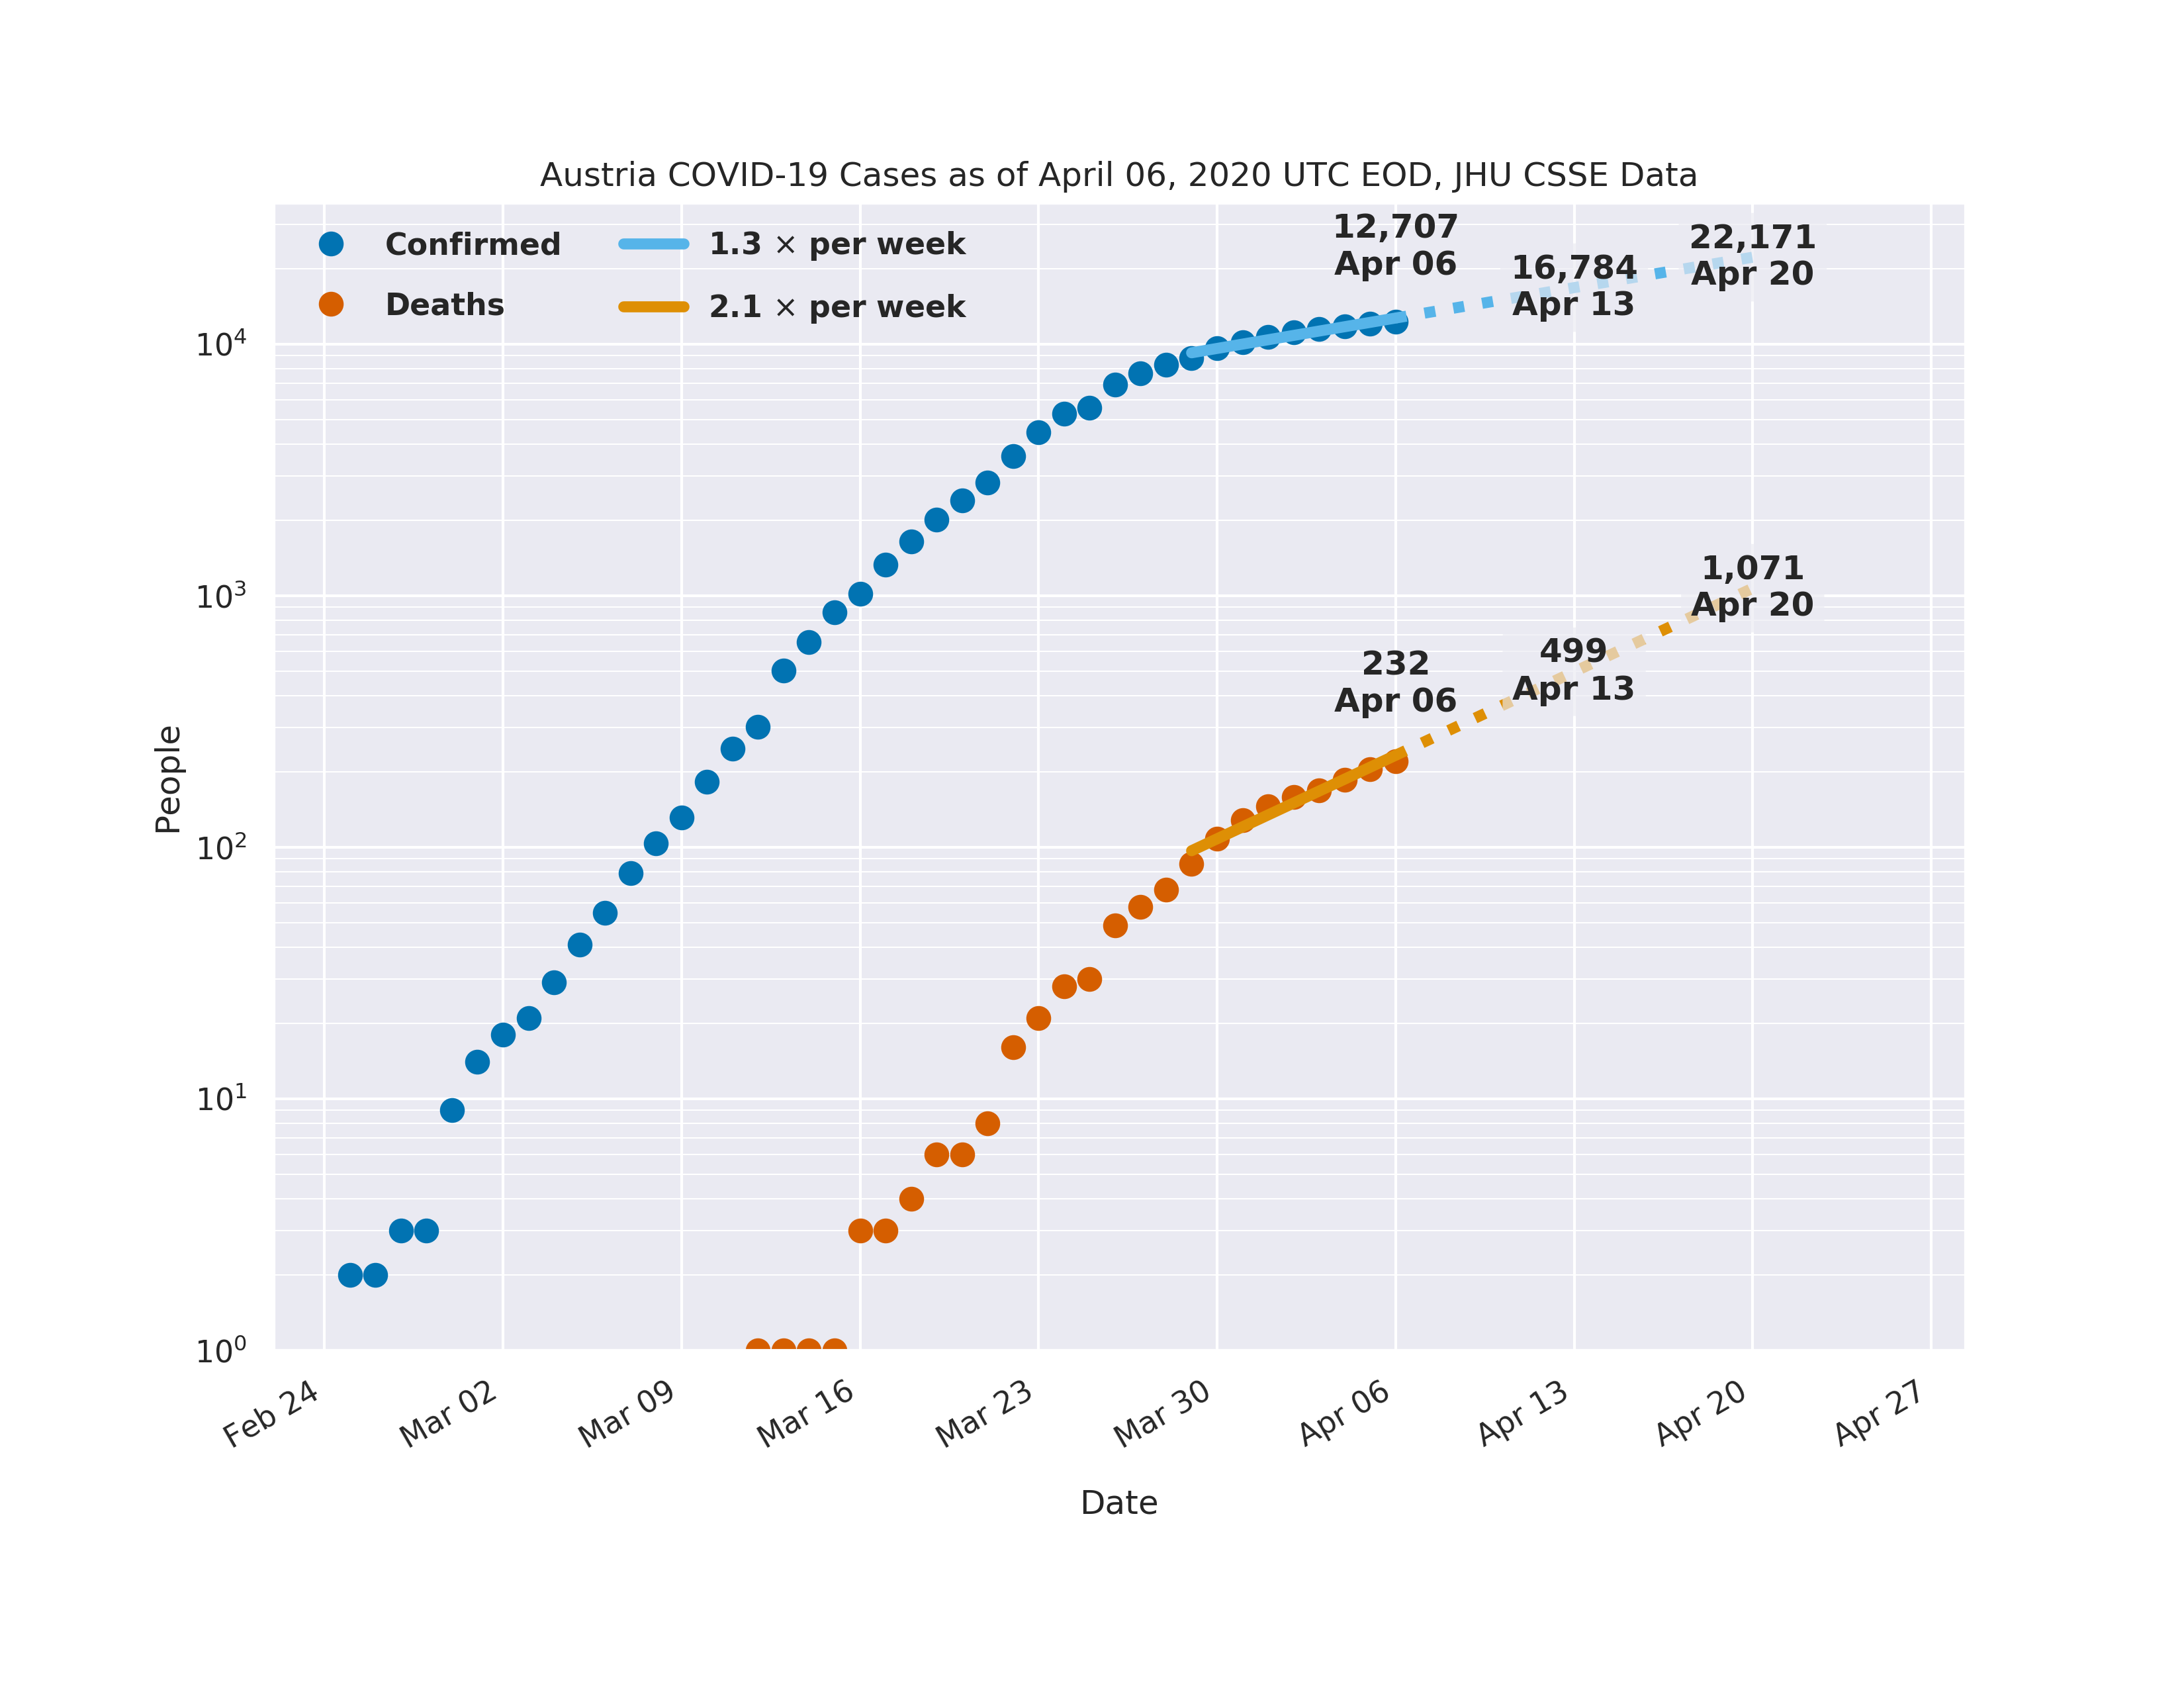 Austria COVID-19 Cases as of April 06, 2020 UTC EOD, JHU CSSE Data
Confirmed
Deaths
1.3 × per week
2.1 × per week
12,707
Apr 06
16,784
Apr 13
22,171
Apr 20
232
Apr 06
499
Apr 13
1,071
Apr 20
People
10⁴
10³
10²
10¹
10⁰
Feb 24
Mar 02
Mar 09
Mar 16
Mar 23
Mar 30
Apr 06
Apr 13
Apr 20
Apr 27
Date